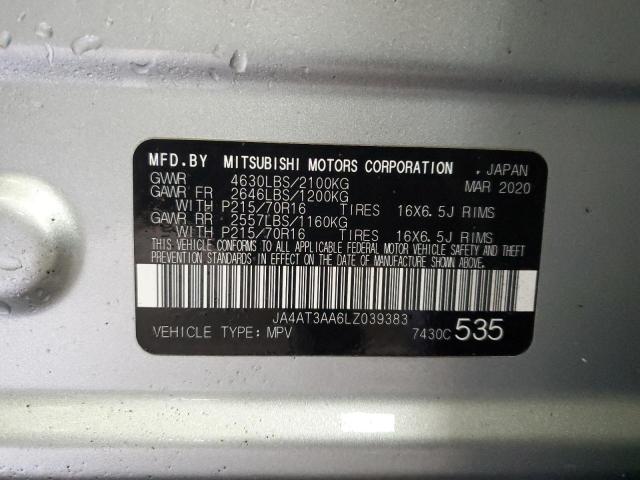 MFD.BY MITSUBISHI MOTORS CORPORATION , JAPAN
GVWR 4630LBS/2100KG MAR 2020
GAWR FR 2646LBS/1200KG
WITH P215/70R16 TIRES 16X6.5J RIMS
GAWR RR 2557LBS/1160KG
WITH P215/70R16 TIRES 16X6.5J RIMS
THIS VEHICLE CONFORMS TO ALL APPLICABLE FEDERAL MOTOR VEHICLE SAFETY AND THEFT
PREVENTION STANDARDS IN EFFECT ON THE DATE OF MANUFACTURE SHOWN ABOVE.
JA4AT3AA6LZ039383
VEHICLE TYPE: MPV 7430C 535